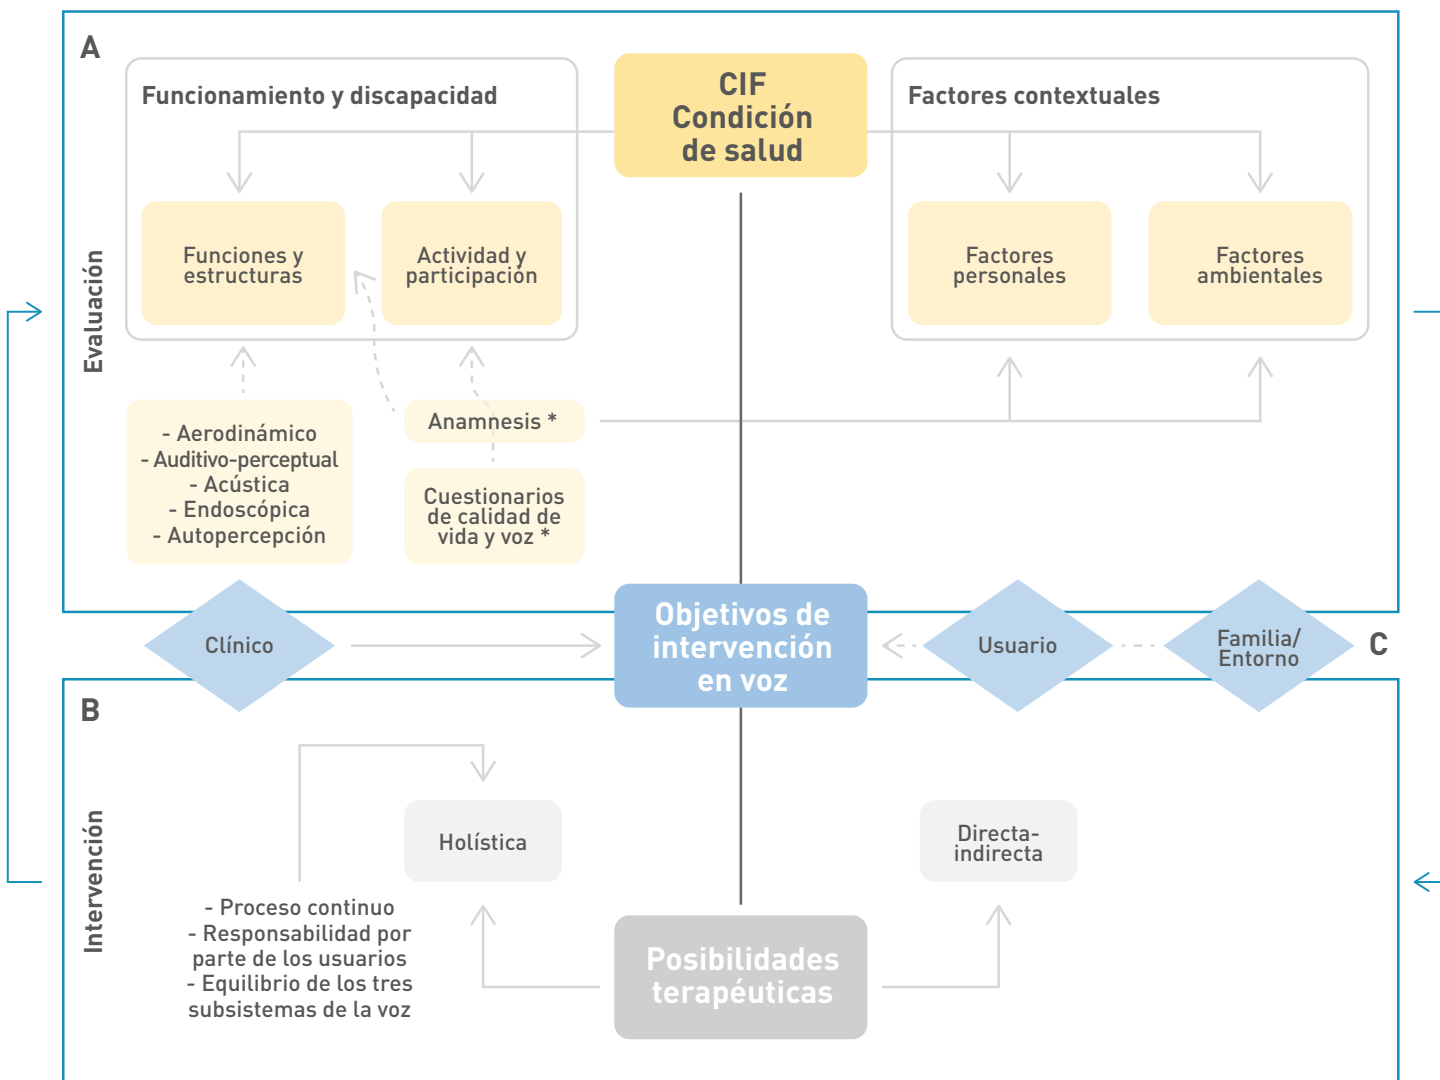 A
Funcionamiento y discapacidad
CIF
Condición
de salud
Factores contextuales
Funciones y
estructuras
Actividad y
participación
Factores
personales
Factores
ambientales
Evaluación
- Aerodinámico
- Auditivo-perceptual
- Acústica
- Endoscópica
- Autopercepción
Anamnesis *
Cuestionarios
de calidad de
vida y voz *
Clínico
Objetivos de
intervención
en voz
Usuario
Familia/
Entorno
C
B
Intervención
Holística
Directa-
indirecta
- Proceso continuo
- Responsabilidad por
parte de los usuarios
- Equilibrio de los tres
subsistemas de la voz
Posibilidades
terapéuticas